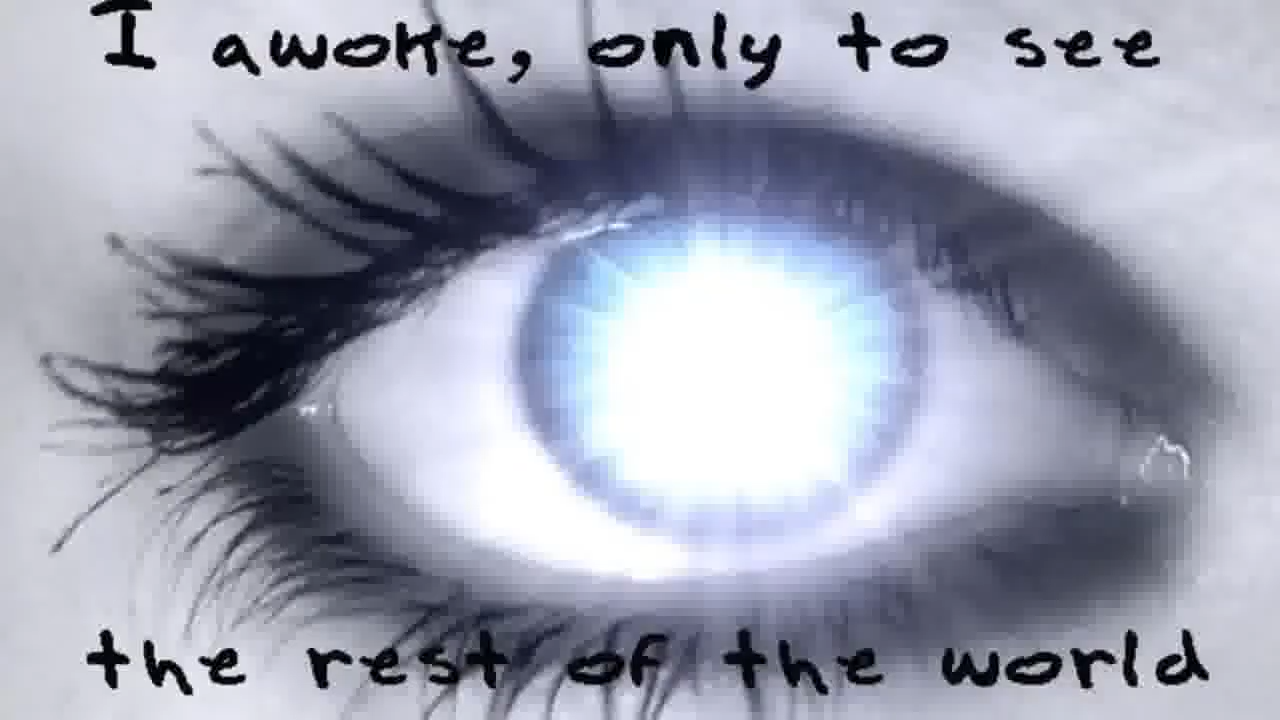 I awoke, only to see
the rest of the world